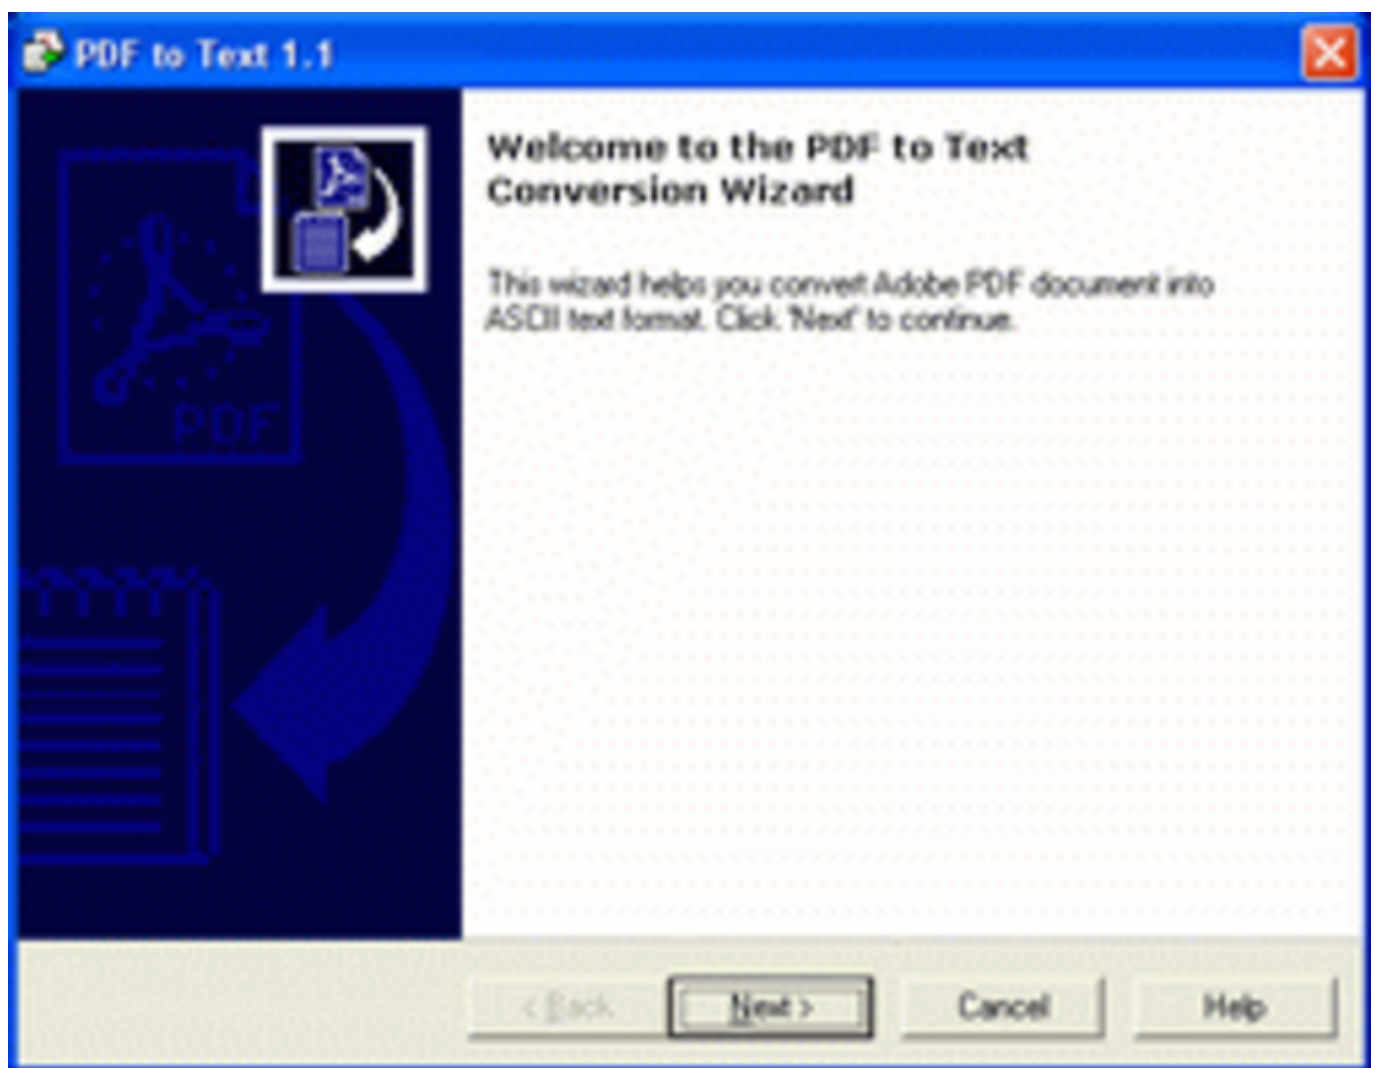 PDF to Text 1.1
Welcome to the PDF to Text
Conversion Wizard
This wizard helps you convert Adobe PDF document into
ASCII text format. Click 'Next' to continue.
PDF
< Back
Next >
Cancel
Help